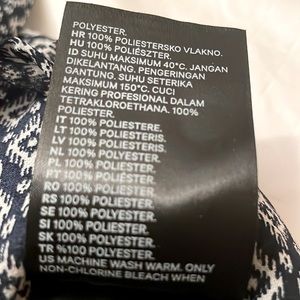 POLYESTER.
HR 100% POLIESTERSKO VLAKNO.
HU 100% POLIÉSZTER.
ID SUHU MAKSIMUM 40°C. JANGAN
DIKELANTANG. PENGERINGAN
GANTUNG. SUHU SETERIKA
MAKSIMUM 150°C. CUCI
KERING PROFESIONAL DALAM
TETRAKLOROETHANA. 100%
POLIESTER.
IT 100% POLIESTERE.
LT 100% POLIESTERIS.
LV 100% POLIESTERIS.
NL 100% POLYESTER.
PL 100% POLIESTER.
PT 100% POLIÉSTER.
RO 100% POLIESTER.
RS 100% POLIESTER.
SE 100% POLYESTER.
SI 100% POLIESTER.
SK 100% POLYESTER.
TR %100 POLYESTER.
US MACHINE WASH WARM. ONLY
NON-CHLORINE BLEACH WHEN